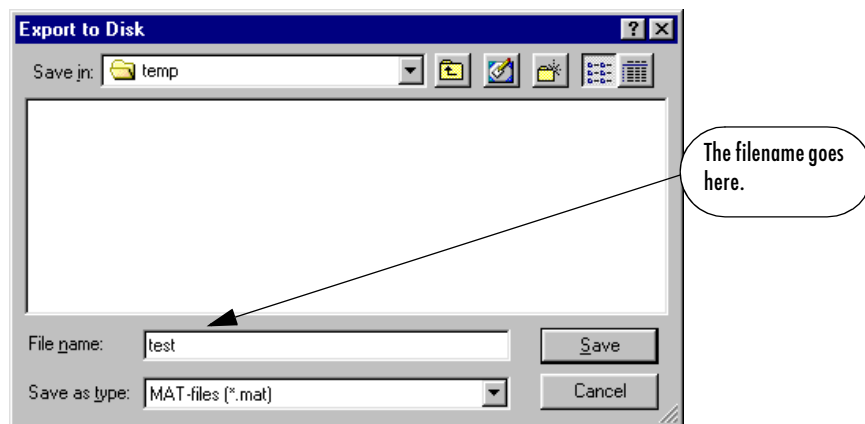 Export to Disk
Save in: temp
The filename goes
here.
File name: test Save
Save as type: MAT-files (*.mat) Cancel